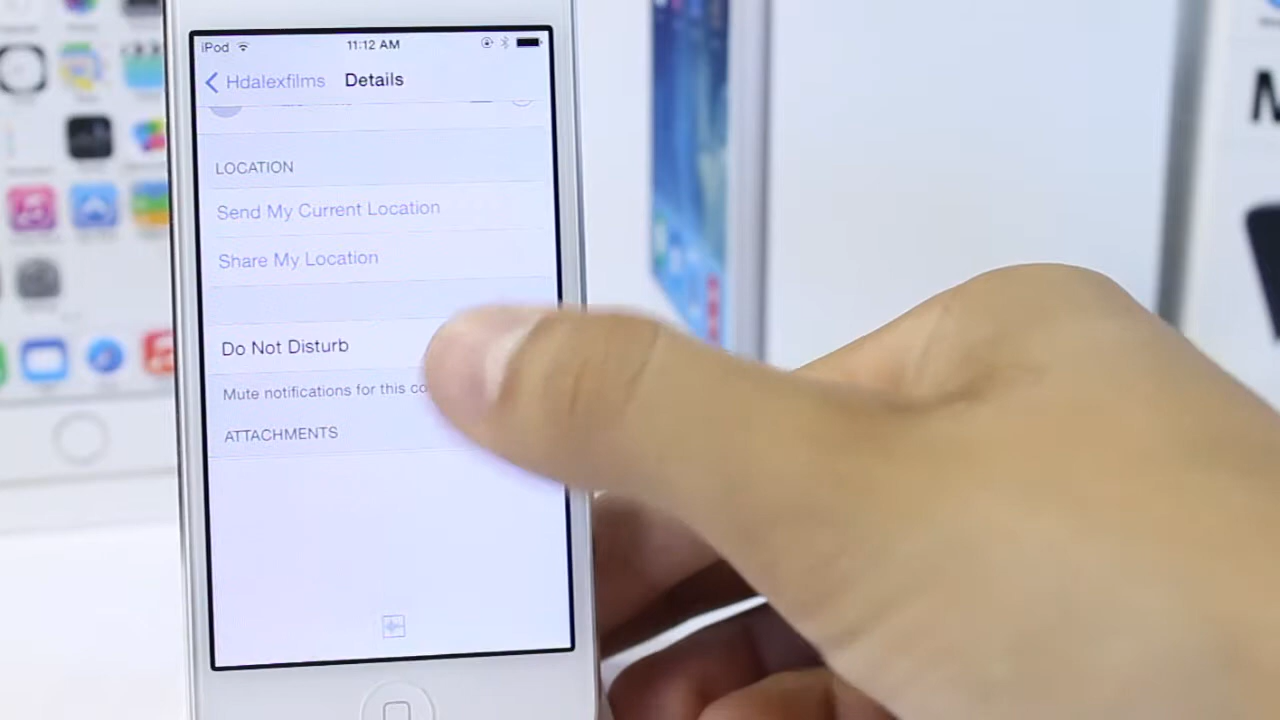 iPod 11:12 AM
Hdalexfilms Details
LOCATION
Send My Current Location
Share My Location
Do Not Disturb
Mute notifications for this
ATTACHMENTS